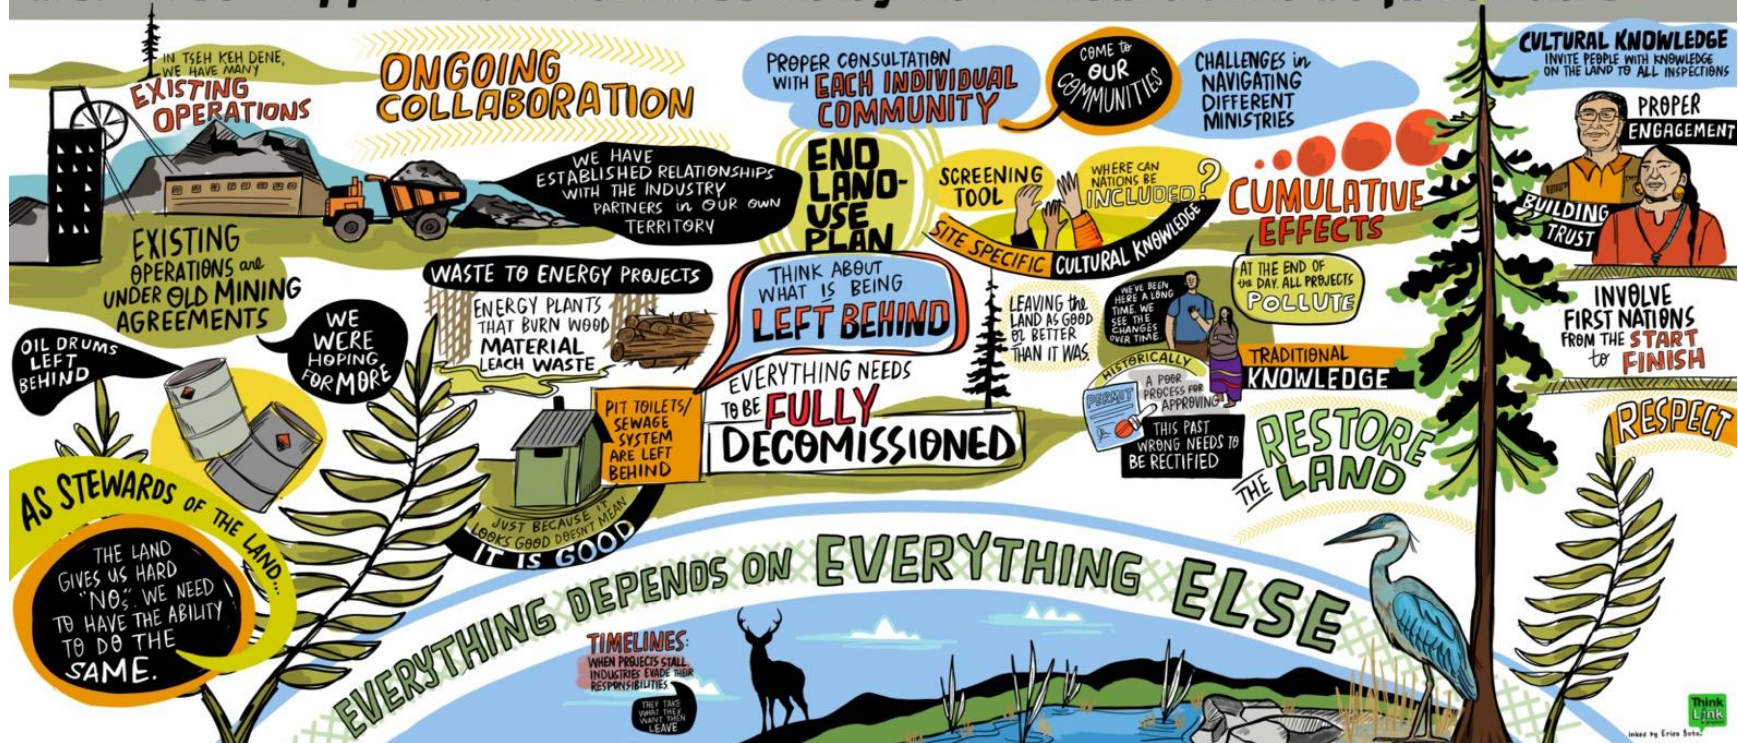 IN TSEH KEH DENE,
WE HAVE MANY
EXISTING
OPERATIONS
ONGOING
COLLABORATION
PROPER CONSULTATION
WITH EACH INDIVIDUAL
COMMUNITY
COME to
OUR
COMMUNITIES
CHALLENGES in
NAVIGATING
DIFFERENT
MINISTRIES
CULTURAL KNOWLEDGE
INVITE PEOPLE WITH KNOWLEDGE
ON THE LAND TO ALL INSPECTIONS
PROPER
ENGAGEMENT
BUILDING
TRUST
WE HAVE
ESTABLISHED RELATIONSHIPS
WITH THE INDUSTRY
PARTNERS in OUR OWN
TERRITORY
END
LAND-
USE
PLAN
SCREENING
TOOL
WHERE CAN
NATIONS BE
INCLUDED?
SITE SPECIFIC CULTURAL KNOWLEDGE
CUMULATIVE
EFFECTS
EXISTING
OPERATIONS are
UNDER OLD MINING
AGREEMENTS
WASTE TO ENERGY PROJECTS
ENERGY PLANTS
THAT BURN WOOD
MATERIAL
LEACH WASTE
THINK ABOUT
WHAT IS BEING
LEFT BEHIND
LEAVING the
LAND AS GOOD
OR BETTER
THAN IT WAS.
WE'VE BEEN
HERE A LONG
TIME. WE
SEE THE
CHANGES
OVER TIME.
AT THE END OF
the DAY, ALL PROJECTS
POLLUTE
INVOLVE
FIRST NATIONS
FROM THE START
to FINISH
OIL DRUMS
LEFT
BEHIND
WE
WERE
HOPING
FOR MORE
PIT TOILETS/
SEWAGE
SYSTEM
ARE LEFT
BEHIND
EVERYTHING NEEDS
TO BE FULLY
DECOMISSIONED
HISTORICALLY
PERMIT
A POOR
PROCESS FOR
APPROVING
THIS PAST
WRONG NEEDS TO
BE RECTIFIED
TRADITIONAL
KNOWLEDGE
RESTORE
THE LAND
RESPECT
AS STEWARDS OF THE LAND...
THE LAND
GIVES US HARD
"NOs". WE NEED
TO HAVE THE ABILITY
TO DO THE
SAME.
JUST BECAUSE IT
LOOKS GOOD DOESN'T MEAN
IT IS GOOD
EVERYTHING DEPENDS ON EVERYTHING ELSE
TIMELINES:
WHEN PROJECTS STALL,
INDUSTRIES EVADE THEIR
RESPONSIBILITIES.
THEY TAKE
WHAT THEY
WANT THEN
LEAVE
Think
Link
inked by Erica